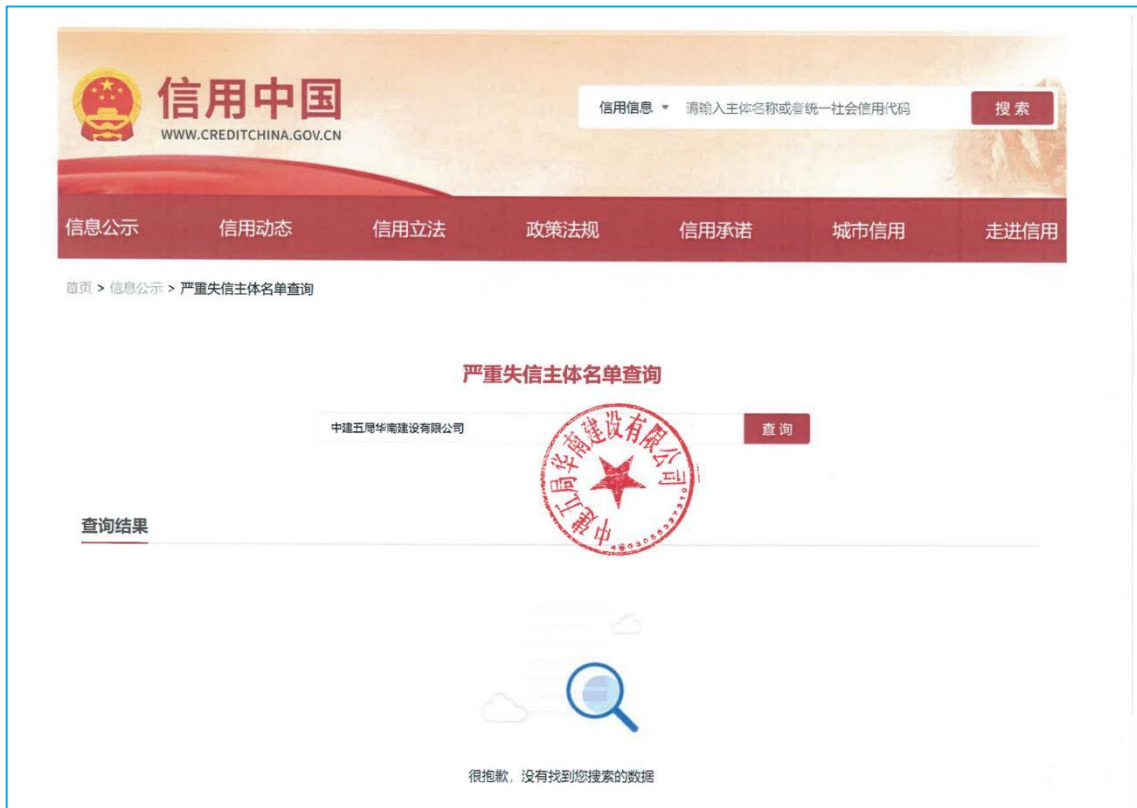 信用中国
WWW.CREDITCHINA.GOV.CN
信用信息 请输入主体名称或者统一社会信用代码 搜索
信息公示 信用动态 信用立法 政策法规 信用承诺 城市信用 走进信用
首页 > 信息公示 > 严重失信主体名单查询
严重失信主体名单查询
中建五局华南建设有限公司 查询
中建五局华南建设有限公司
查询结果
很抱歉，没有找到您搜索的数据